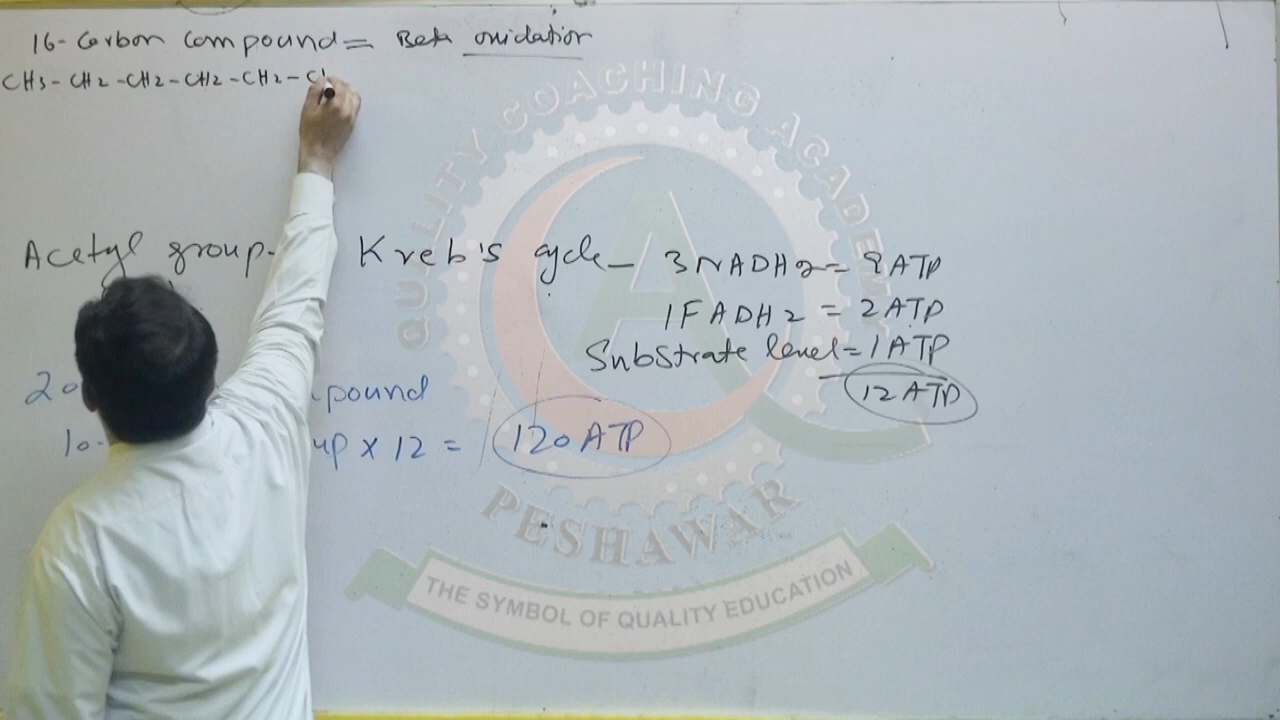 16-Carbon Compound = Beta oxidation
CH3-CH2-CH2-CH2-CH2-C
Acetyl group- Kreb's cycle- 3NADH2 = 9ATP
1FADH2 = 2ATP
Substrate level = 1ATP
12 ATP
20 pound
10- up x 12 = 120 ATP
QUALITY COACHING ACADEMY
PESHAWAR
THE SYMBOL OF QUALITY EDUCATION